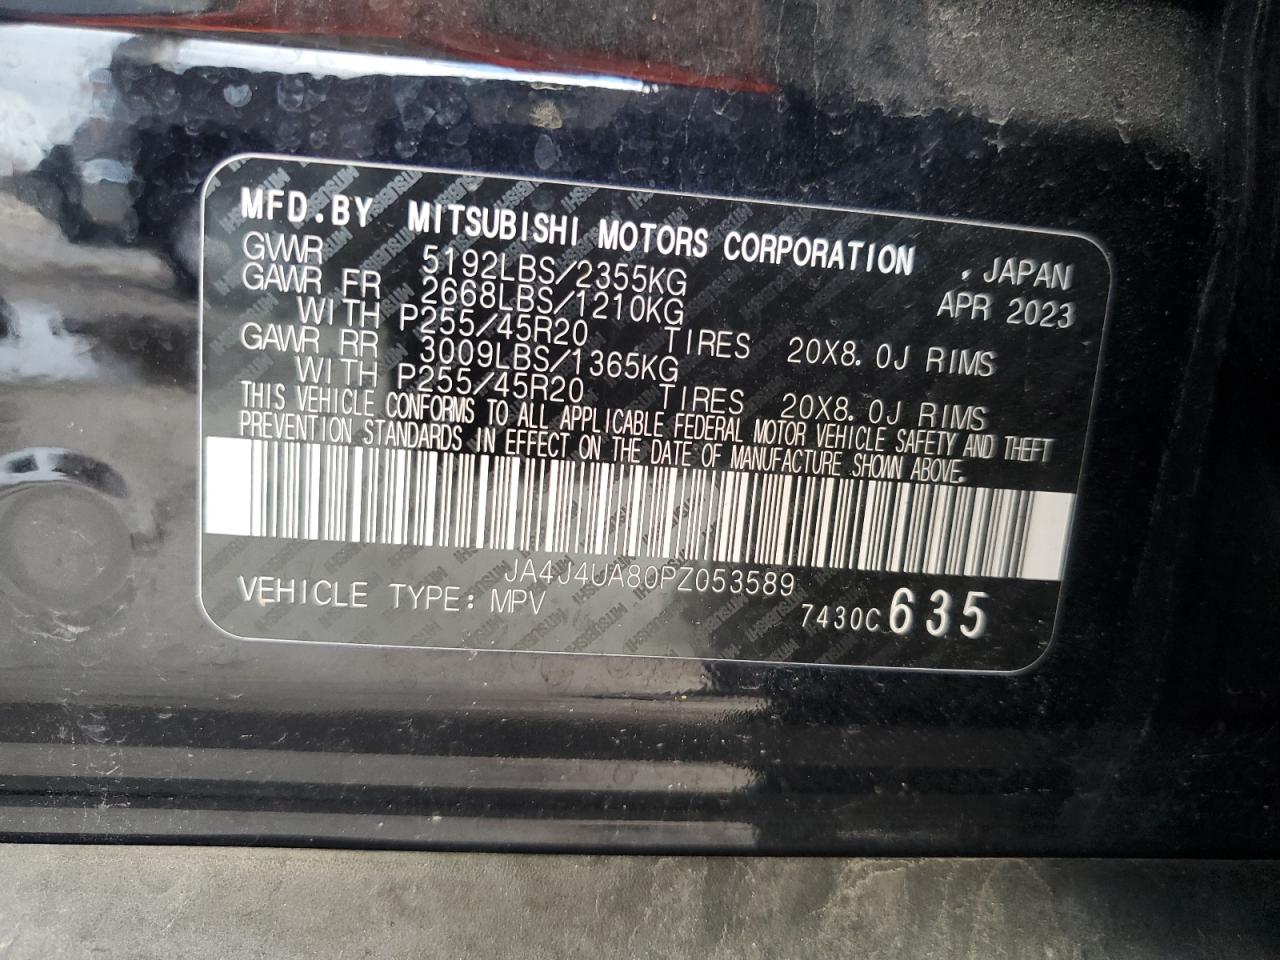 MFD.BY MITSUBISHI MOTORS CORPORATION , JAPAN
GVWR 5192LBS/2355KG APR 2023
GAWR FR 2668LBS/1210KG
WITH P255/45R20 TIRES 20X8.0J RIMS
GAWR RR 3009LBS/1365KG
WITH P255/45R20 TIRES 20X8.0J RIMS
THIS VEHICLE CONFORMS TO ALL APPLICABLE FEDERAL MOTOR VEHICLE SAFETY AND THEFT
PREVENTION STANDARDS IN EFFECT ON THE DATE OF MANUFACTURE SHOWN ABOVE.
JA4J4UA80PZ053589
VEHICLE TYPE: MPV 7430C 635